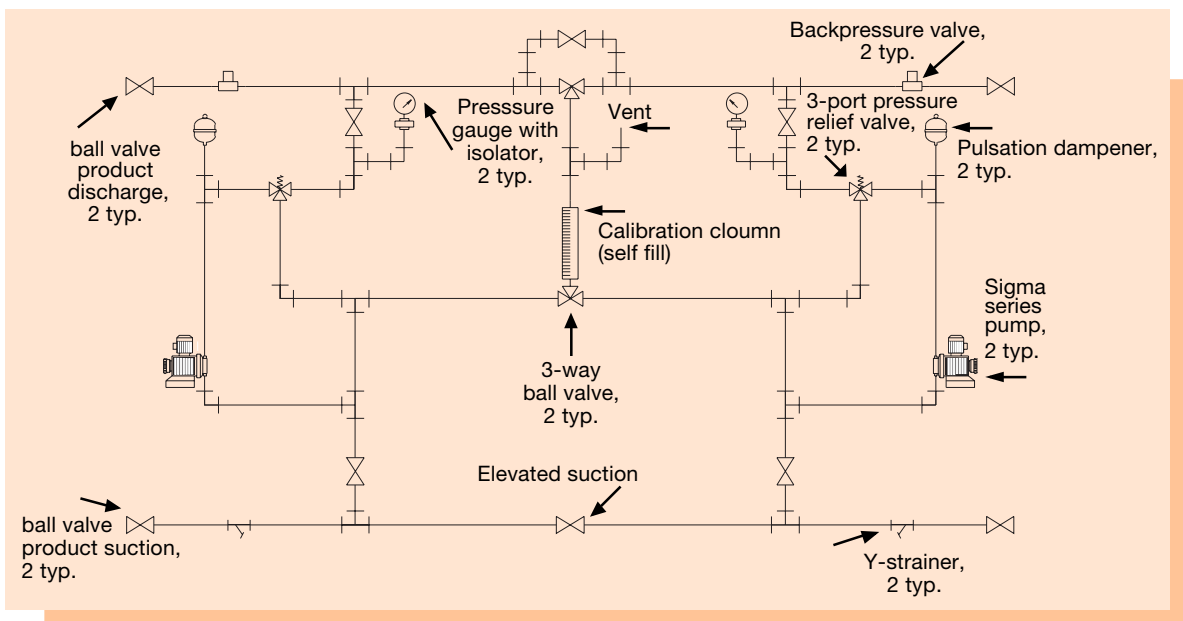 Backpressure valve,
2 typ.
Presssure
gauge with
isolator,
2 typ.
Vent
3-port pressure
relief valve,
2 typ.
ball valve
product
discharge,
2 typ.
Pulsation dampener,
2 typ.
Calibration cloumn
(self fill)
Sigma
series
pump,
2 typ.
3-way
ball valve,
2 typ.
Elevated suction
ball valve
product suction,
2 typ.
Y-strainer,
2 typ.